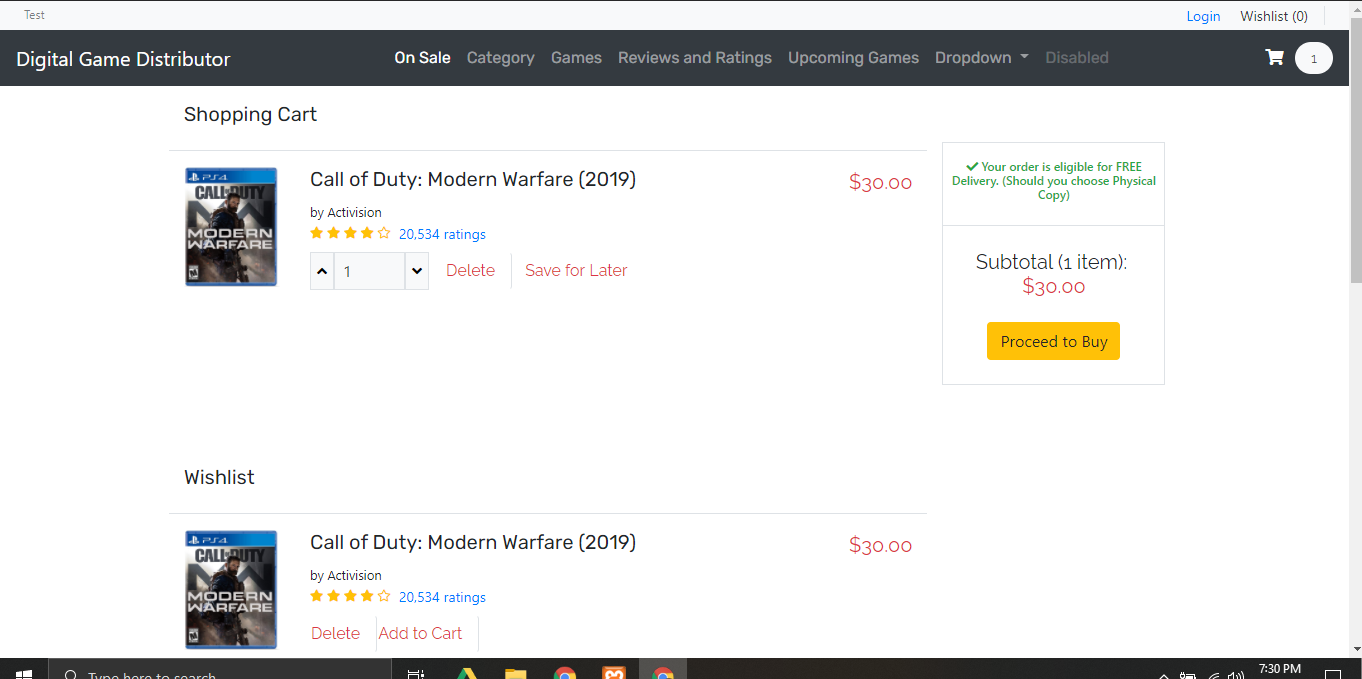 Test
Login Wishlist (0)
Digital Game Distributor On Sale Category Games Reviews and Ratings Upcoming Games Dropdown Disabled 1
Shopping Cart
PS4
CALL OF DUTY
MODERN
WARFARE
Call of Duty: Modern Warfare (2019)
by Activision
20,534 ratings
1 Delete Save for Later
$30.00
Your order is eligible for FREE
Delivery. (Should you choose Physical
Copy)
Subtotal (1 item):
$30.00
Proceed to Buy
Wishlist
PS4
CALL OF DUTY
MODERN
WARFARE
Call of Duty: Modern Warfare (2019)
by Activision
20,534 ratings
Delete Add to Cart
$30.00
Type here to search
7:30 PM